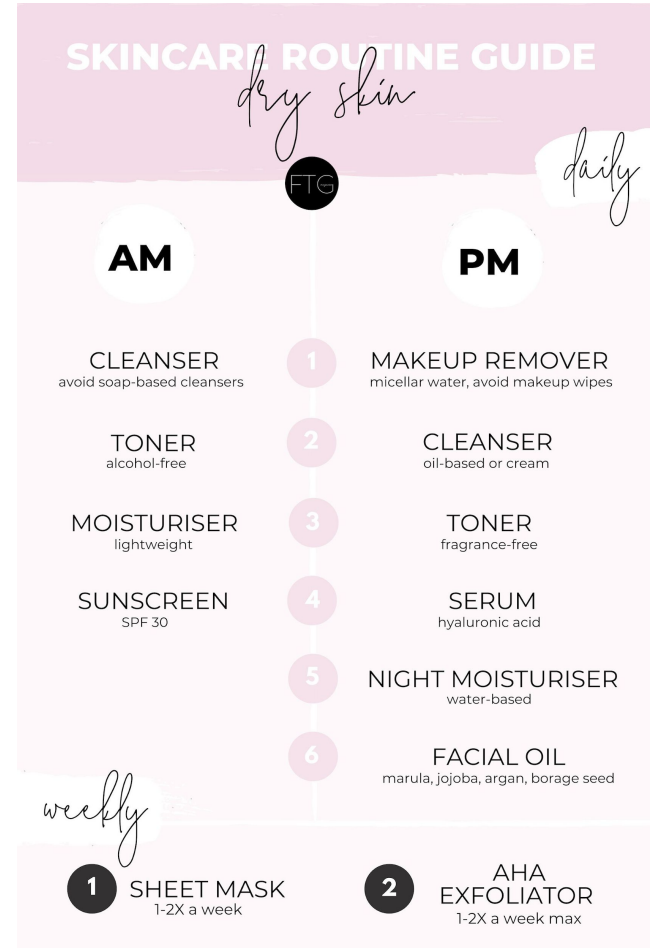 SKINCARE ROUTINE GUIDE
dry skin
FTG
daily
AM
CLEANSER
avoid soap-based cleansers
TONER
alcohol-free
MOISTURISER
lightweight
SUNSCREEN
SPF 30
PM
1
MAKEUP REMOVER
micellar water, avoid makeup wipes
2
CLEANSER
oil-based or cream
3
TONER
fragrance-free
4
SERUM
hyaluronic acid
5
NIGHT MOISTURISER
water-based
6
FACIAL OIL
marula, jojoba, argan, borage seed
weekly
1
SHEET MASK
1-2X a week
2
AHA
EXFOLIATOR
1-2X a week max